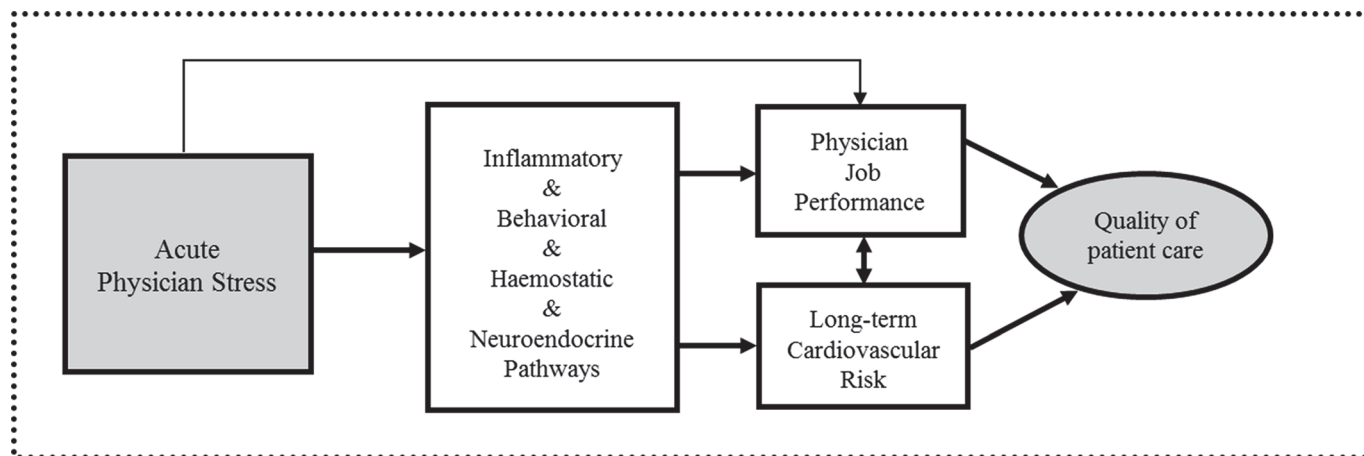 Acute
Physician Stress
Inflammatory
&
Behavioral
&
Haemostatic
&
Neuroendocrine
Pathways
Physician
Job
Performance
Long-term
Cardiovascular
Risk
Quality of
patient care